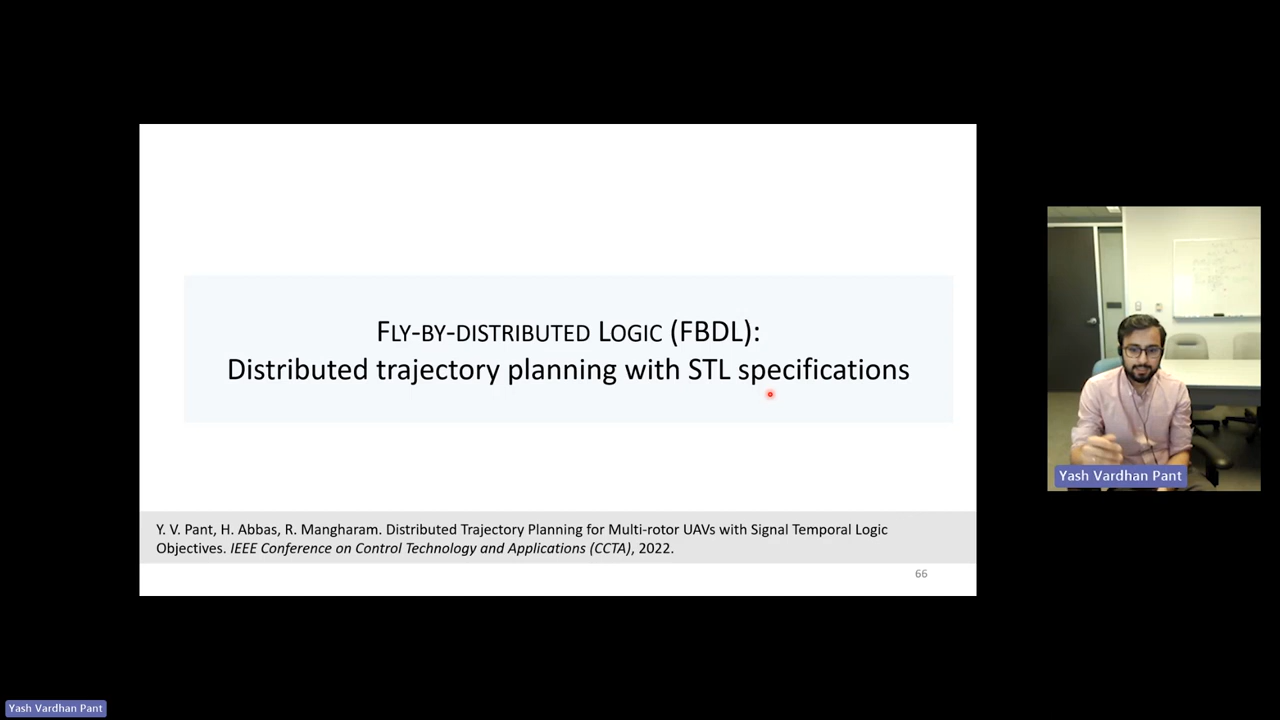 FLY-BY-DISTRIBUTED LOGIC (FBDL):
Distributed trajectory planning with STL specifications
Y. V. Pant, H. Abbas, R. Mangharam. Distributed Trajectory Planning for Multi-rotor UAVs with Signal Temporal Logic
Objectives. IEEE Conference on Control Technology and Applications (CCTA), 2022.
66
Yash Vardhan Pant
Yash Vardhan Pant